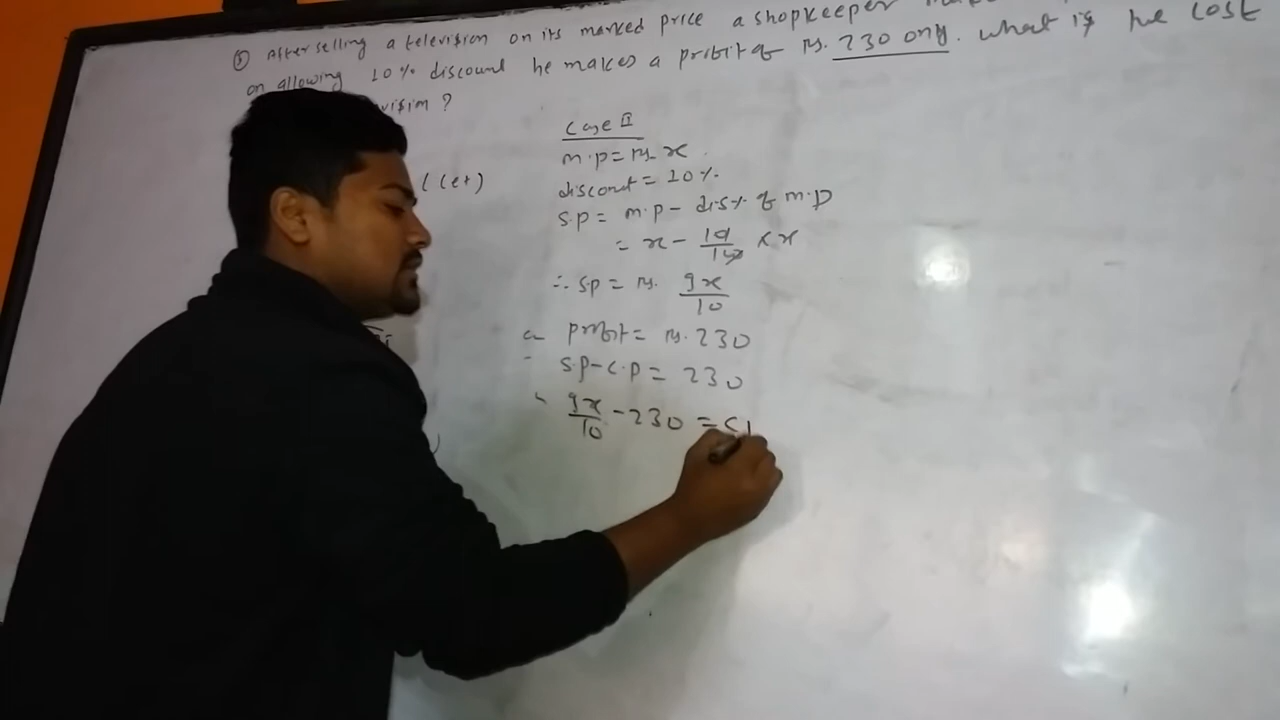 ⑤ After selling a television on its marked price a shopkeeper
on allowing 10% discount he makes a profit of Rs. 230 only. what is the cost
vision ?
(let)
Case II
m.p = Rs. x
discount = 10%
S.p = m.p - dis% of m.p
= x - 10/100 × x
∴ S.p = Rs. 9x/10
profit = Rs. 230
S.p - C.p = 230
9x/10 - 230 = C